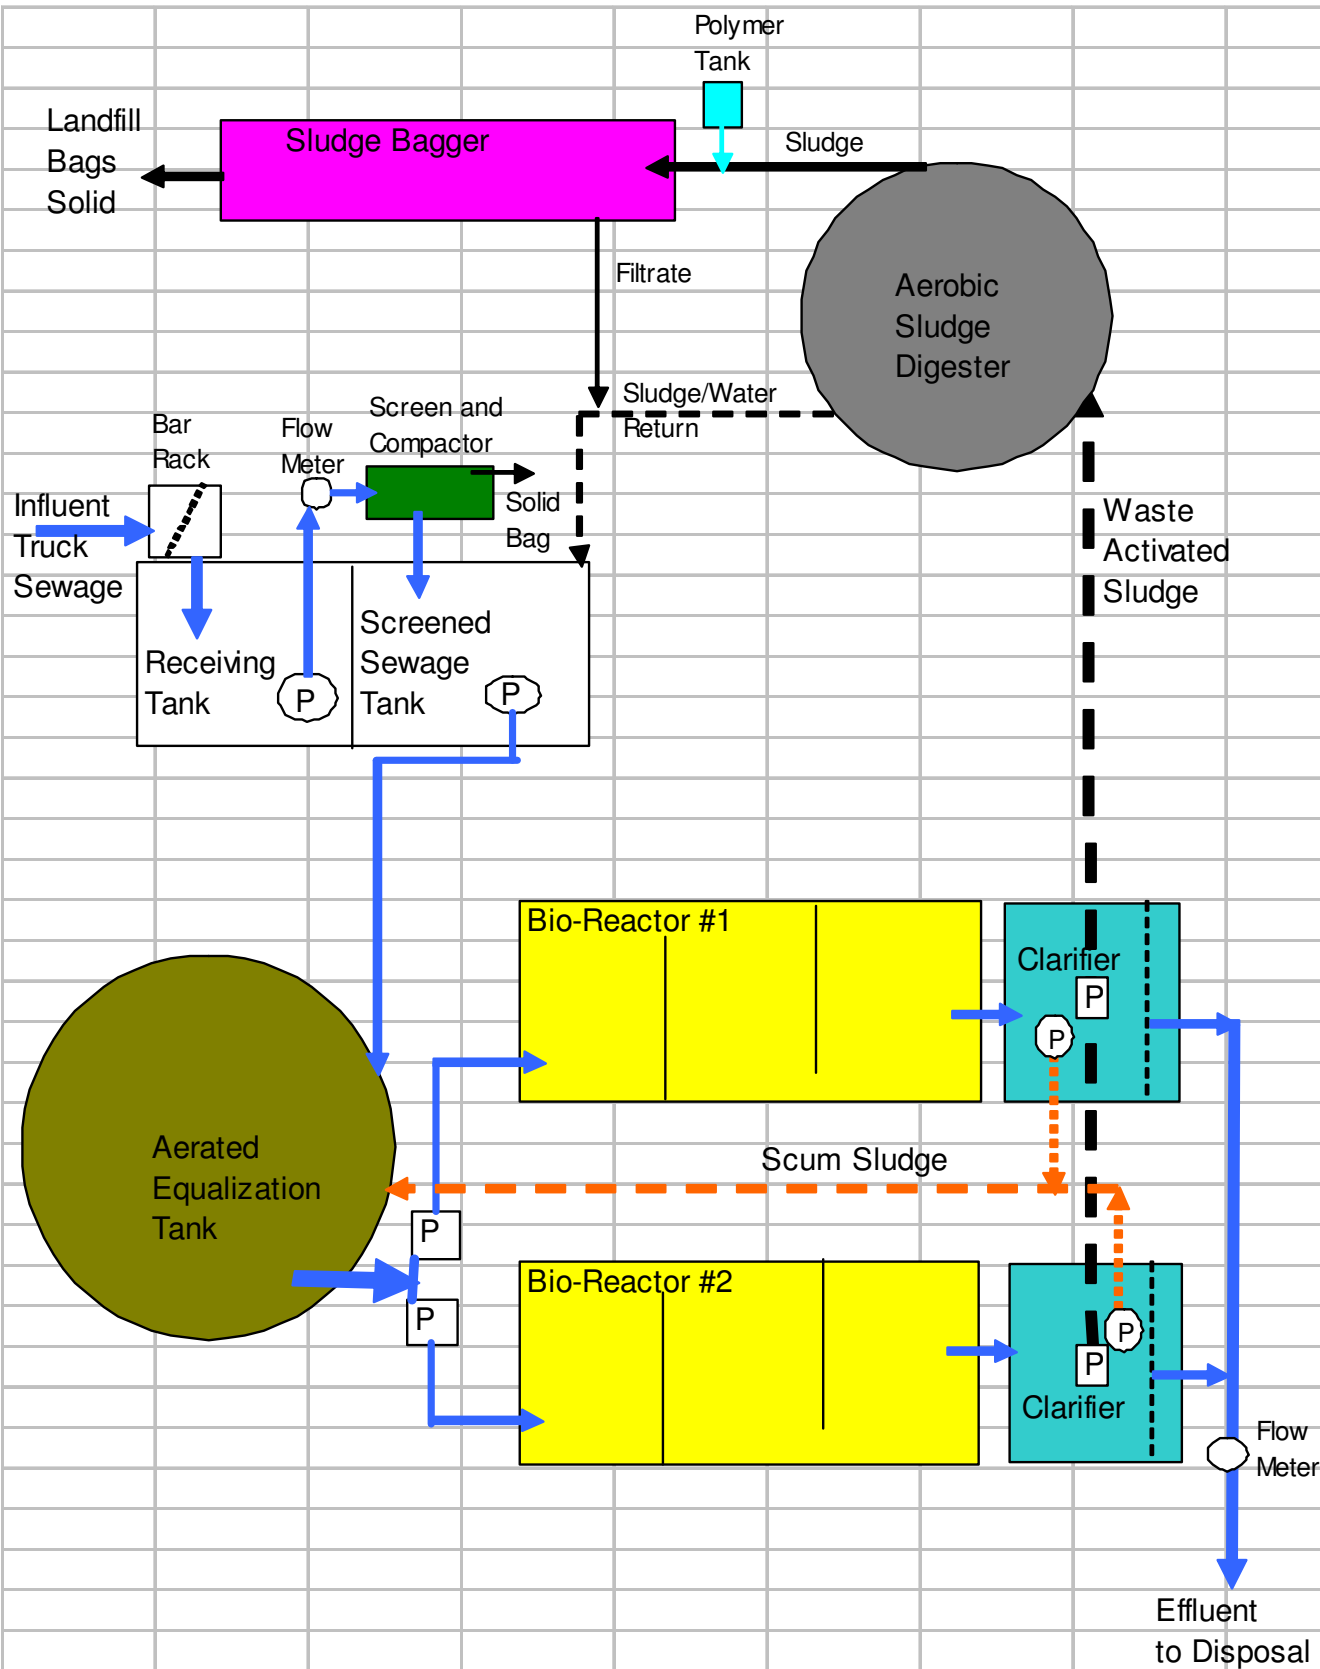 Polymer
Tank
Landfill
Bags
Solid
Sludge Bagger
Sludge
Filtrate
Aerobic
Sludge
Digester
Sludge/Water
Return
Screen and
Compactor
Bar
Rack
Flow
Meter
Solid
Bag
Influent
Truck
Sewage
Waste
Activated
Sludge
Receiving
Tank
P
Screened
Sewage
Tank
P
Bio-Reactor #1
Clarifier
P
P
Aerated
Equalization
Tank
Scum Sludge
P
P
Bio-Reactor #2
P
P
Clarifier
Flow
Meter
Effluent
to Disposal